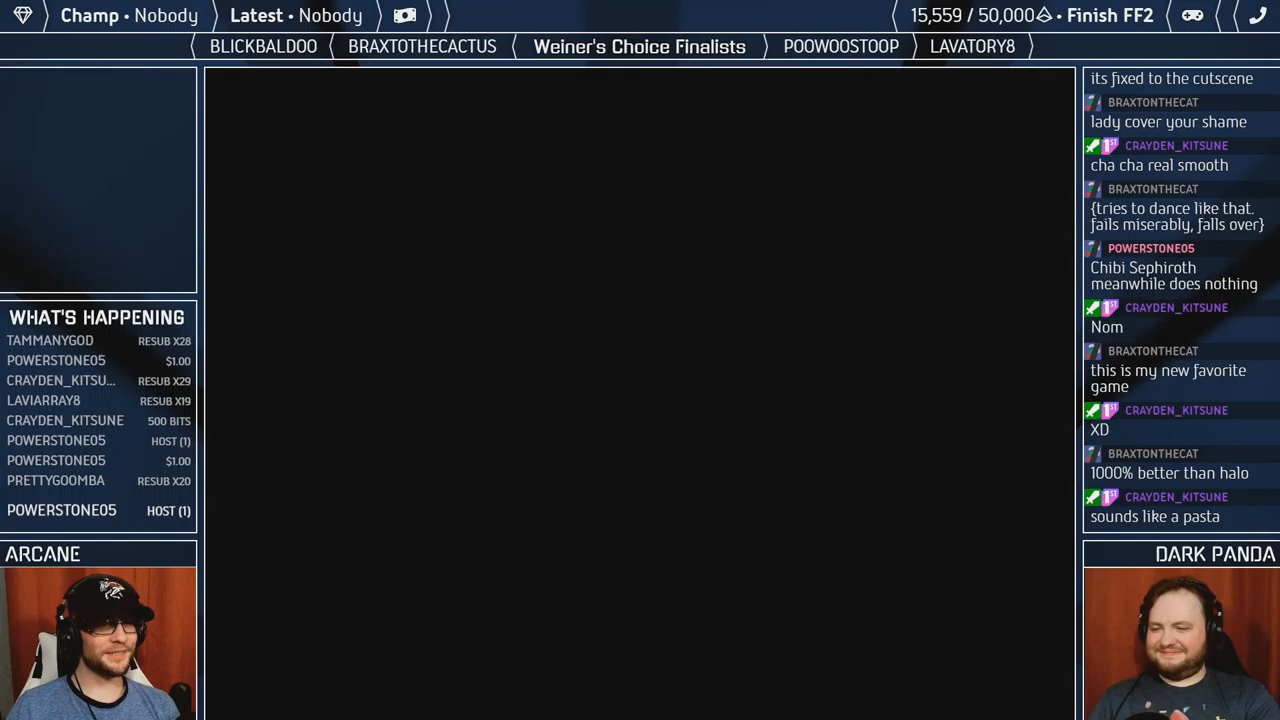 Champ • Nobody
Latest • Nobody
15,559 / 50,000 • Finish FF2
BLICKBALDOO
BRAXTOTHECACTUS
Weiner's Choice Finalists
POOWOOSTOOP
LAVATORY8
WHAT'S HAPPENING
TAMMANYGOD RESUB X28
POWERSTONE05 $1.00
CRAYDEN_KITSU... RESUB X29
LAVIARRAY8 RESUB X19
CRAYDEN_KITSUNE 500 BITS
POWERSTONE05 HOST (1)
POWERSTONE05 $1.00
PRETTYGOOMBA RESUB X20
POWERSTONE05 HOST (1)
ARCANE
its fixed to the cutscene
BRAXTONTHECAT
lady cover your shame
1ST CRAYDEN_KITSUNE
cha cha real smooth
BRAXTONTHECAT
{tries to dance like that.
fails miserably, falls over}
POWERSTONE05
Chibi Sephiroth
meanwhile does nothing
1ST CRAYDEN_KITSUNE
Nom
BRAXTONTHECAT
this is my new favorite
game
1ST CRAYDEN_KITSUNE
XD
BRAXTONTHECAT
1000% better than halo
1ST CRAYDEN_KITSUNE
sounds like a pasta
DARK PANDA